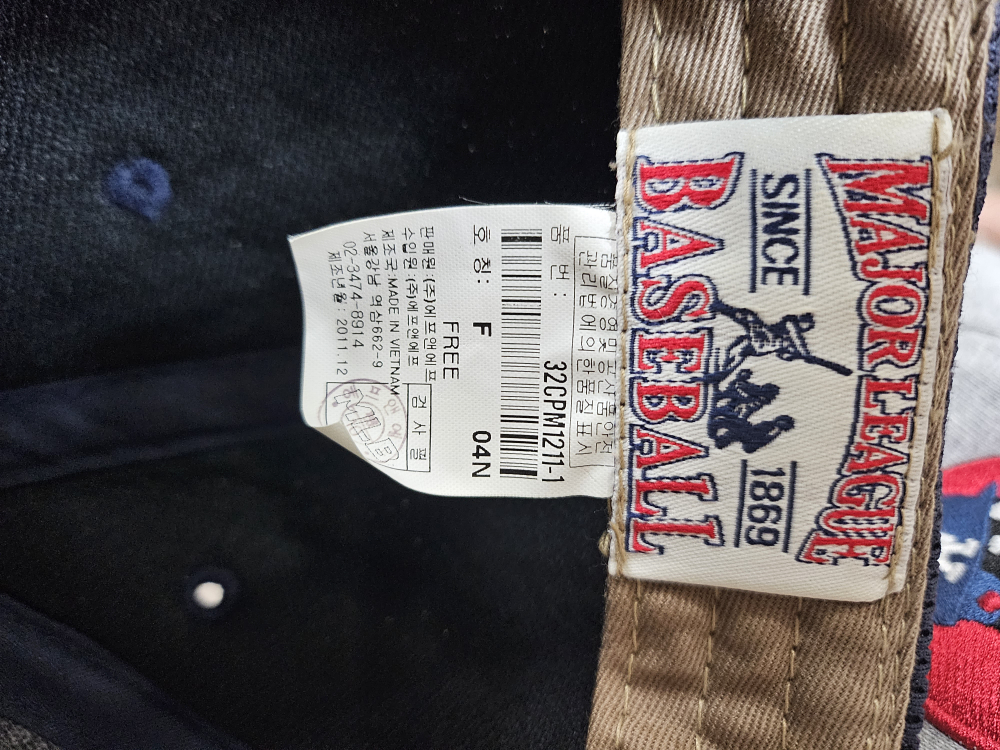 MAJOR LEAGUE
SINCE 1869
BASEBALL
품질경영및공산품안전
관리법에의한품질표시
품 번 : 32CPM1211-1
호 칭: F 04N
FREE
판매원:(주)에프앤에프
수입원:(주)에프앤에프
제조국:MADE IN VIETNAM
서울강남 역삼662-9
02-3474-8914
제조년월: 2011.12
검사필